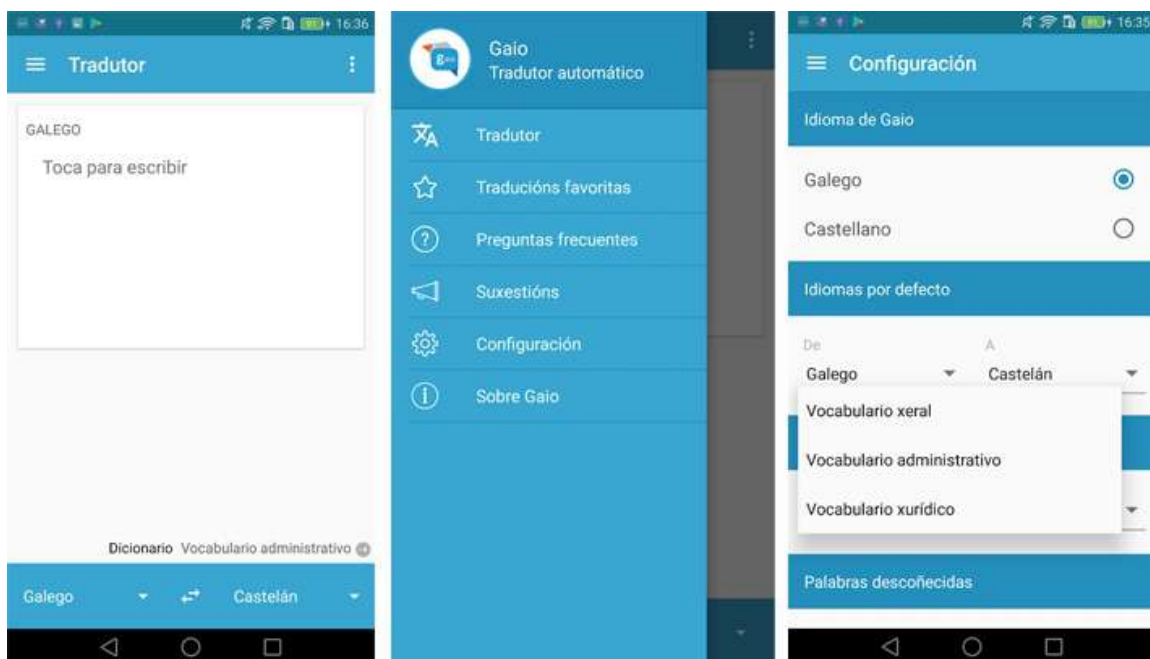 16:36
Tradutor
GALEGO
Toca para escribir
Dicionario Vocabulario administrativo
Galego Castelán
Gaio
Tradutor automático
Tradutor
Traducións favoritas
Preguntas frecuentes
Suxestións
Configuración
Sobre Gaio
16:35
Configuración
Idioma de Gaio
Galego
Castellano
Idiomas por defecto
De A
Galego Castelán
Vocabulario xeral
Vocabulario administrativo
Vocabulario xurídico
Palabras descoñecidas